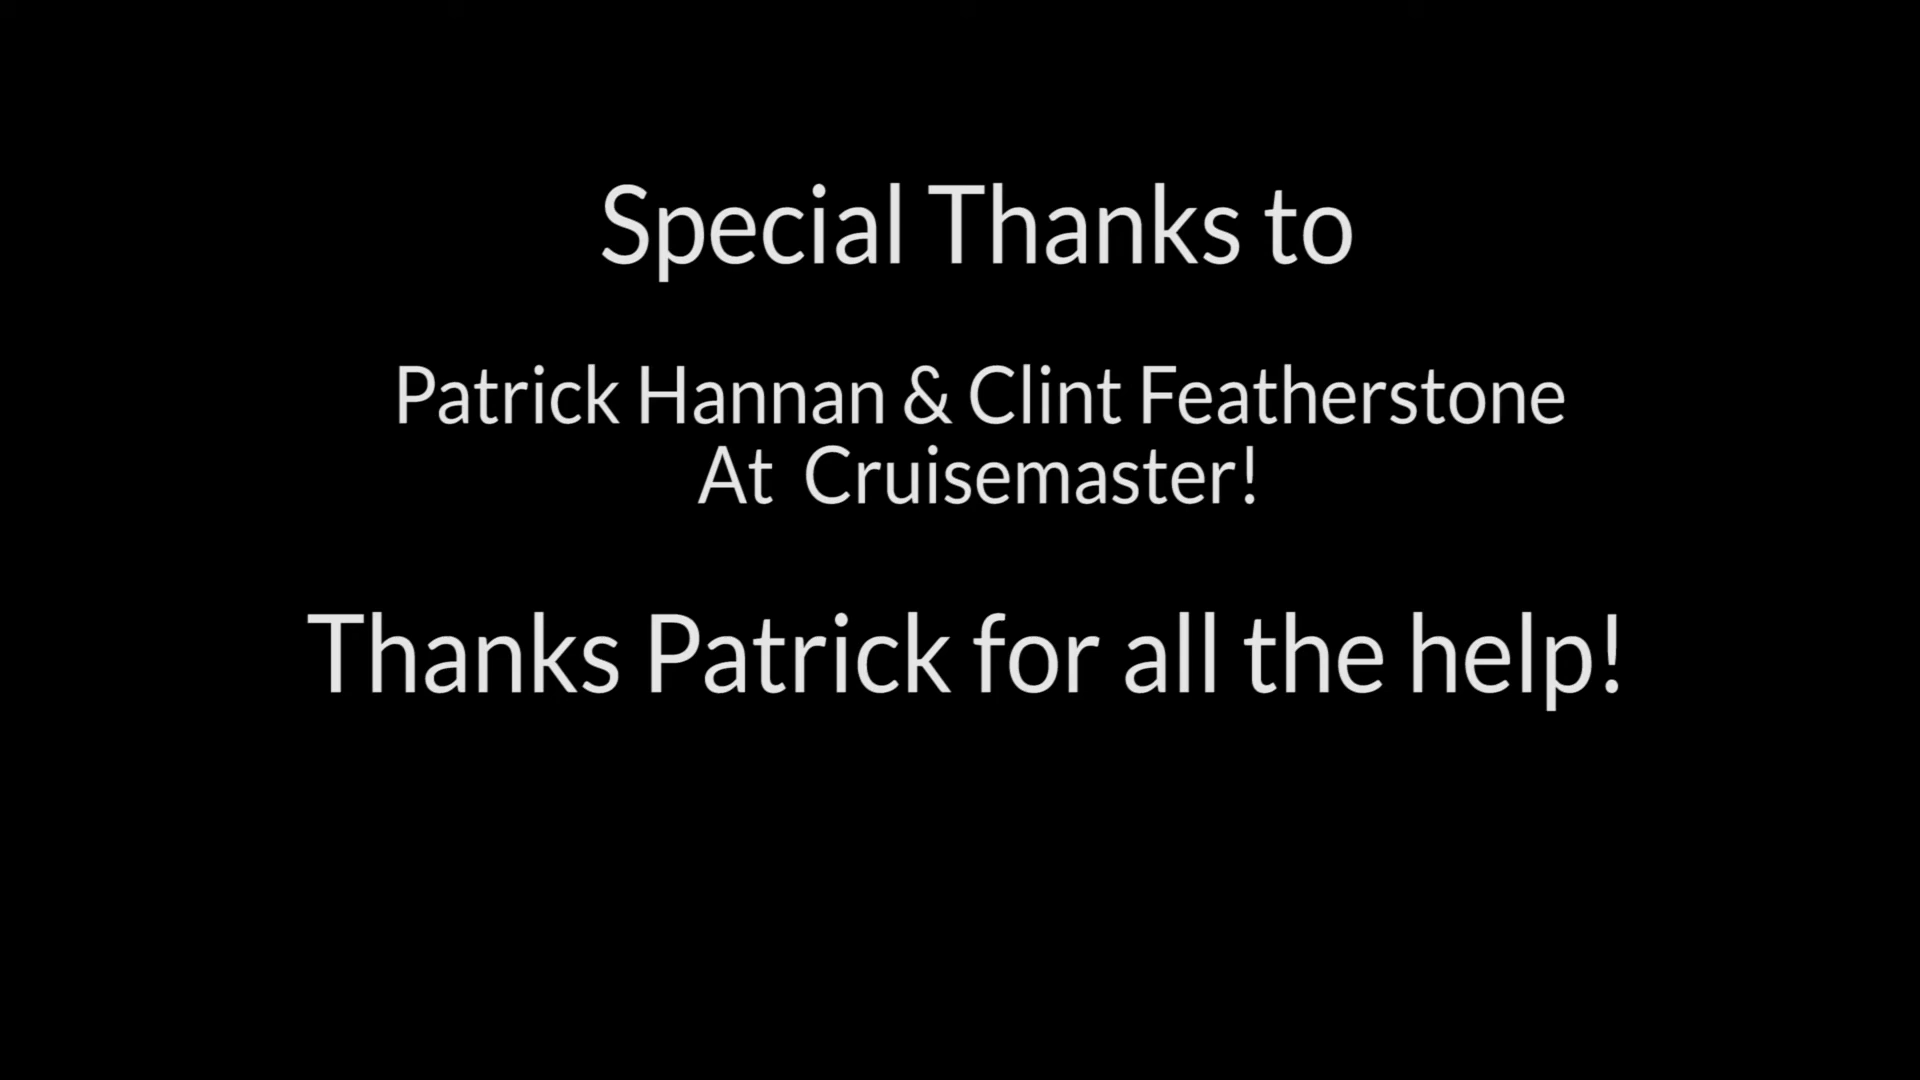 Special Thanks to
Patrick Hannan & Clint Featherstone
At  Cruisemaster!
Thanks Patrick for all the help!